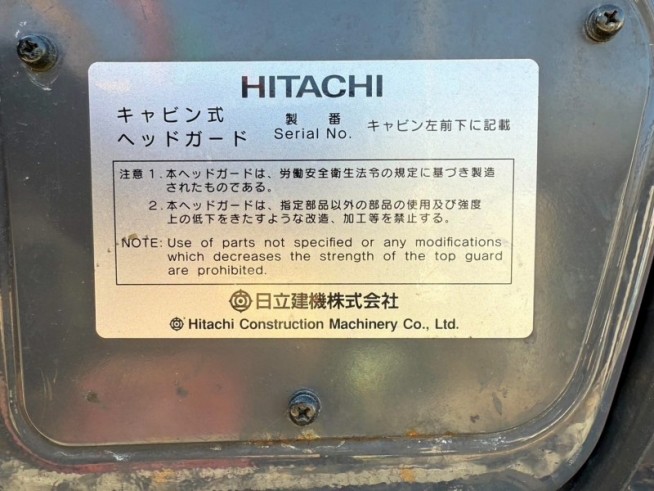 HITACHI
キャビン式
ヘッドガード
製 番
Serial No.
キャビン左前下に記載
注意 1. 本ヘッドガードは、労働安全衛生法令の規定に基づき製造
されたものである。
2. 本ヘッドガードは、指定部品以外の部品の使用及び強度
上の低下をきたすような改造、加工等を禁止する。
NOTE: Use of parts not specified or any modifications
which decreases the strength of the top guard
are prohibited.
日立建機株式会社
Hitachi Construction Machinery Co., Ltd.